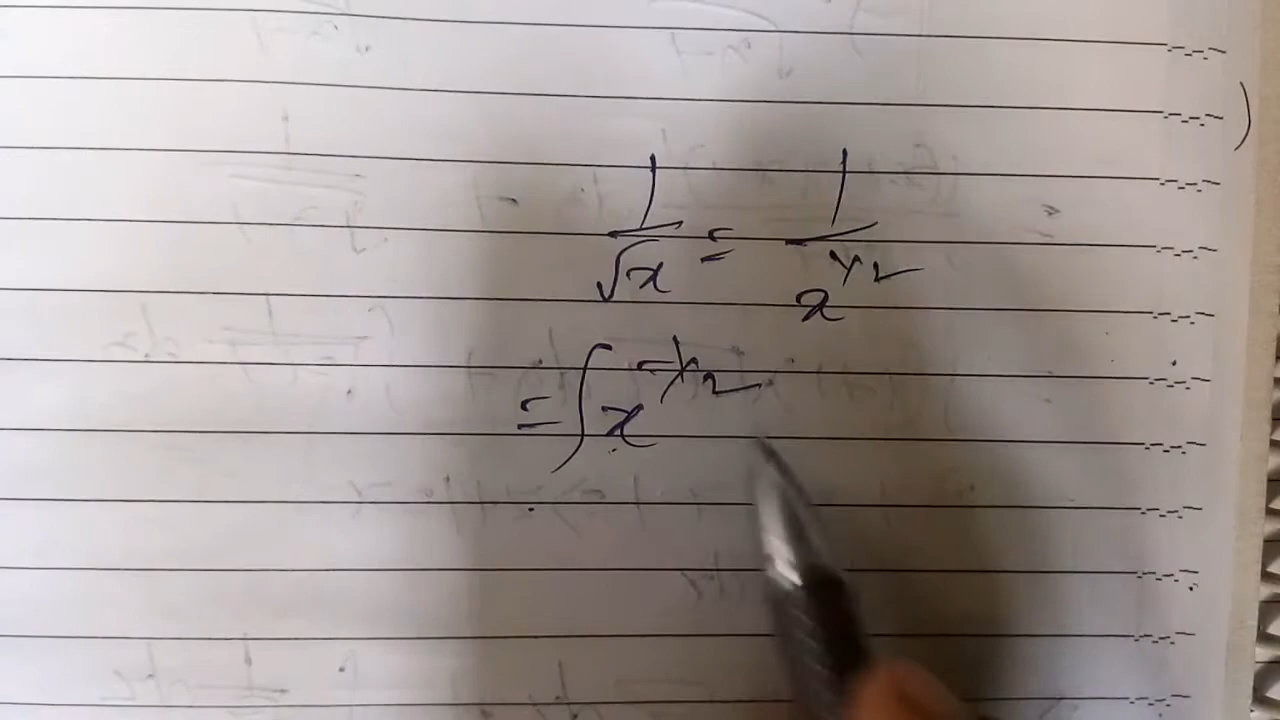 1/√x = 1/x^1/2
= ∫x^-1/2